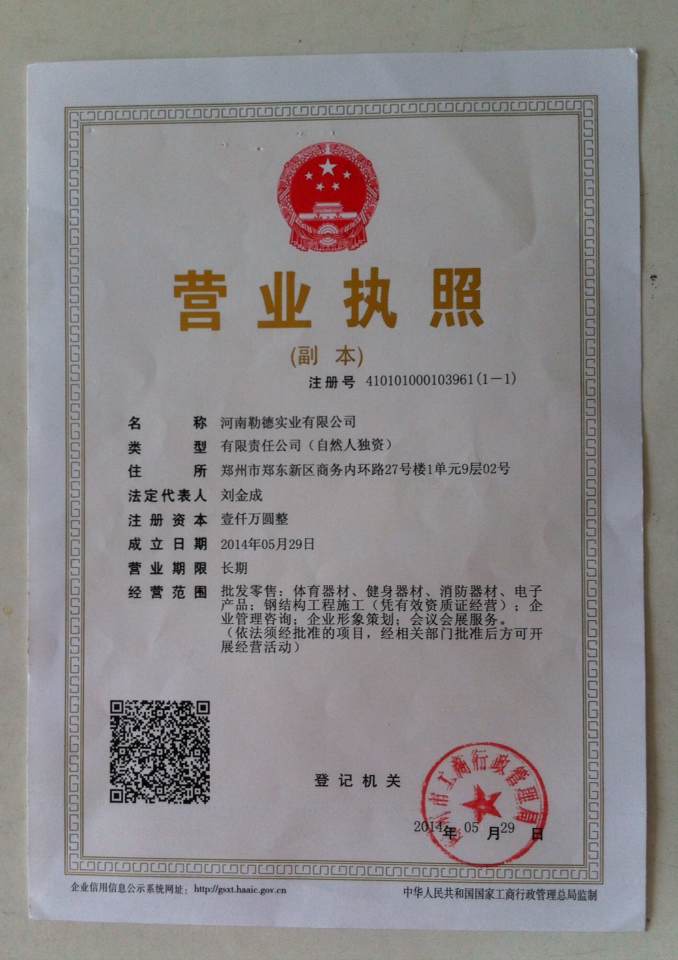 营业执照
(副 本)
注册号 410101000103961(1-1)
名 称 河南勒德实业有限公司
类 型 有限责任公司（自然人独资）
住 所 郑州市郑东新区商务内环路27号楼1单元9层02号
法定代表人 刘金成
注册资本 壹仟万圆整
成立日期 2014年05月29日
营业期限 长期
经营范围 批发零售：体育器材、健身器材、消防器材、电子
产品；钢结构工程施工（凭有效资质证经营）；企
业管理咨询；企业形象策划；会议会展服务。
（依法须经批准的项目，经相关部门批准后方可开
展经营活动）
登记机关
郑州市工商行政管理局
2014年 05月 29日
企业信用信息公示系统网址：http://gsxt.haaic.gov.cn
中华人民共和国国家工商行政管理总局监制